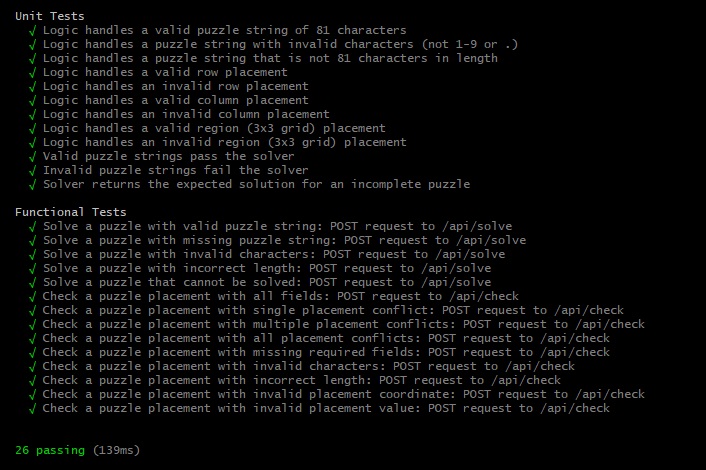 Unit Tests
√ Logic handles a valid puzzle string of 81 characters
√ Logic handles a puzzle string with invalid characters (not 1-9 or .)
√ Logic handles a puzzle string that is not 81 characters in length
√ Logic handles a valid row placement
√ Logic handles an invalid row placement
√ Logic handles a valid column placement
√ Logic handles an invalid column placement
√ Logic handles a valid region (3x3 grid) placement
√ Logic handles an invalid region (3x3 grid) placement
√ Valid puzzle strings pass the solver
√ Invalid puzzle strings fail the solver
√ Solver returns the expected solution for an incomplete puzzle
Functional Tests
√ Solve a puzzle with valid puzzle string: POST request to /api/solve
√ Solve a puzzle with missing puzzle string: POST request to /api/solve
√ Solve a puzzle with invalid characters: POST request to /api/solve
√ Solve a puzzle with incorrect length: POST request to /api/solve
√ Solve a puzzle that cannot be solved: POST request to /api/solve
√ Check a puzzle placement with all fields: POST request to /api/check
√ Check a puzzle placement with single placement conflict: POST request to /api/check
√ Check a puzzle placement with multiple placement conflicts: POST request to /api/check
√ Check a puzzle placement with all placement conflicts: POST request to /api/check
√ Check a puzzle placement with missing required fields: POST request to /api/check
√ Check a puzzle placement with invalid characters: POST request to /api/check
√ Check a puzzle placement with incorrect length: POST request to /api/check
√ Check a puzzle placement with invalid placement coordinate: POST request to /api/check
√ Check a puzzle placement with invalid placement value: POST request to /api/check
26 passing (139ms)